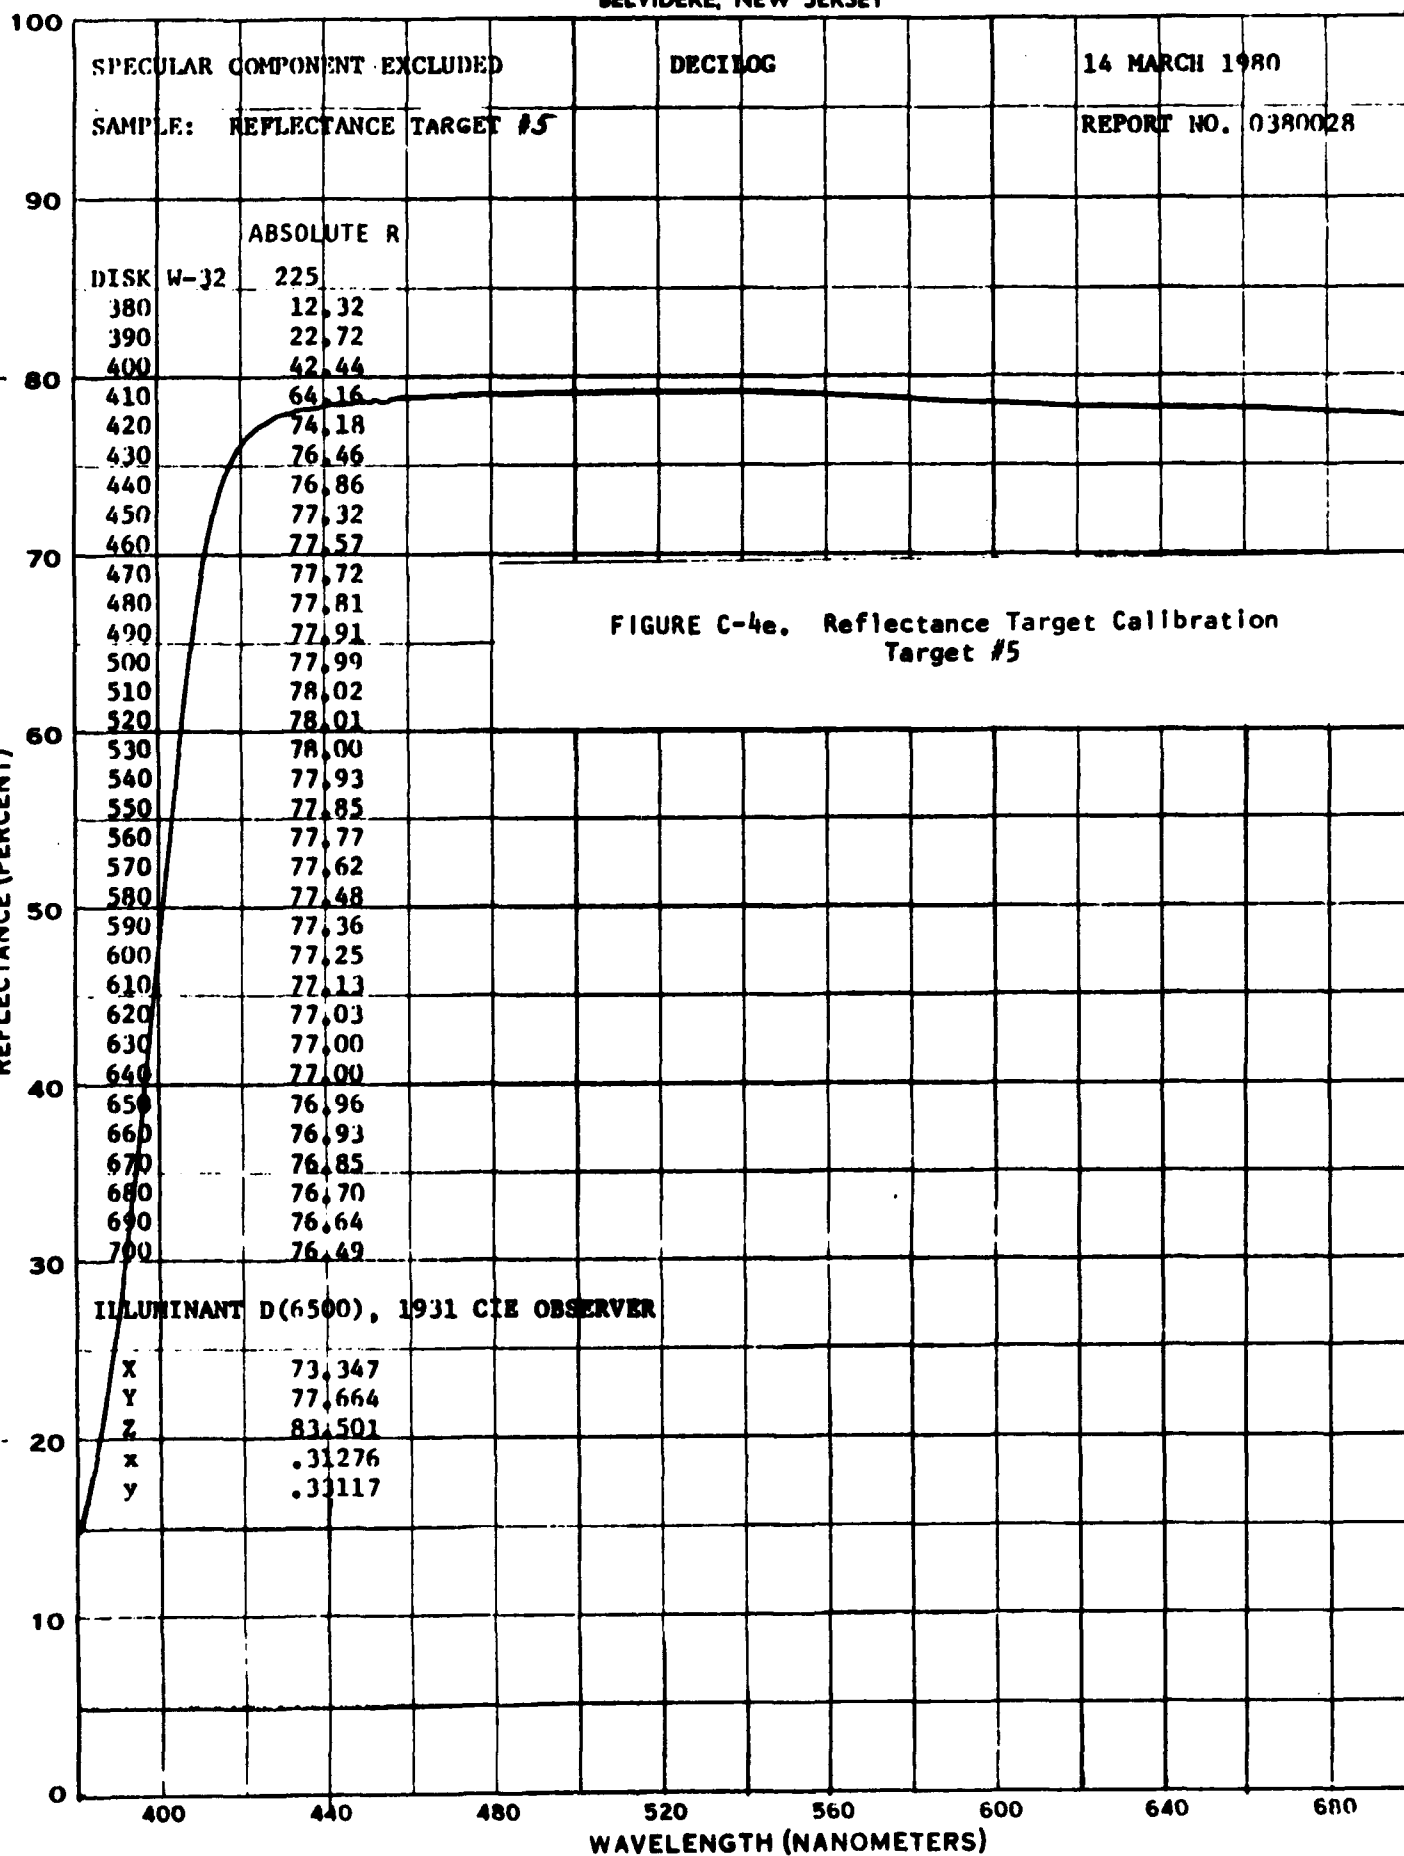 BELVIDERE, NEW JERSEY
100
SPECULAR COMPONENT EXCLUDED DECILOG 14 MARCH 1980
SAMPLE: REFLECTANCE TARGET #5 REPORT NO. 0380028
90
ABSOLUTE R
DISK W-32 225
380 12.32
390 22.72
400 42.44
80
410 64.16
420 74.18
430 76.46
440 76.86
450 77.32
460 77.57
70
470 77.72
480 77.81
490 77.91
500 77.99
510 78.02
520 78.01
60
530 78.00
540 77.93
550 77.85
560 77.77
570 77.62
580 77.48
50
590 77.36
600 77.25
610 77.13
620 77.03
630 77.00
640 77.00
40
650 76.96
660 76.93
670 76.85
680 76.70
690 76.64
700 76.49
30
FIGURE C-4e. Reflectance Target Calibration
Target #5
ILLUMINANT D(6500), 1931 CIE OBSERVER
X 73.347
Y 77.664
Z 83.501
20
x .31276
y .33117
10
0
REFLECTANCE (PERCENT)
400 440 480 520 560 600 640 680
WAVELENGTH (NANOMETERS)